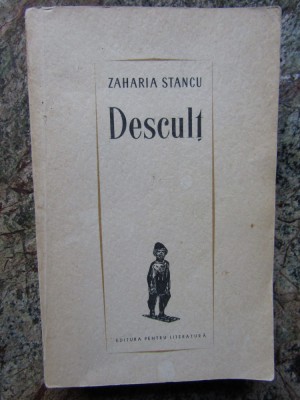 ZAHARIA STANCU
Desculț
EDITURA PENTRU LITERATURĂ